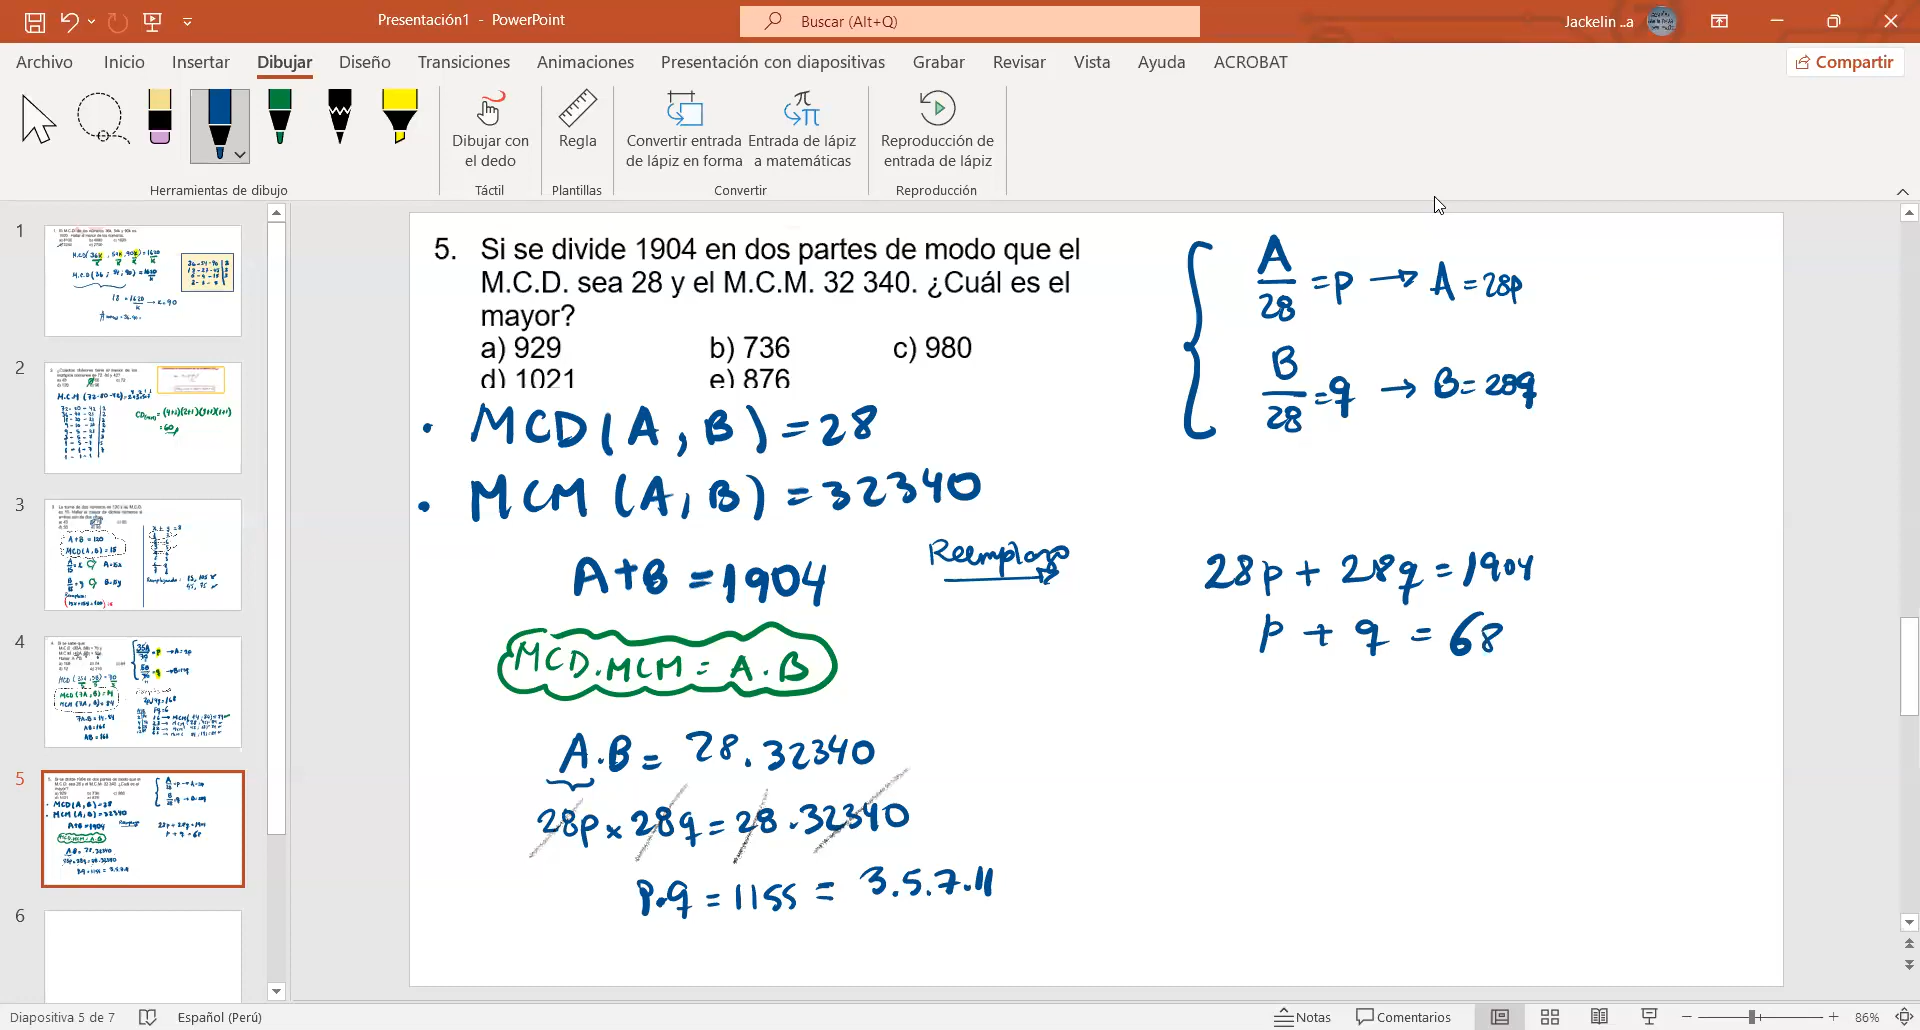 Presentación1 - PowerPoint
Buscar (Alt+Q)
Jackelin ..a
Archivo Inicio Insertar Dibujar Diseño Transiciones Animaciones Presentación con diapositivas Grabar Revisar Vista Ayuda ACROBAT
Compartir
Dibujar con el dedo
Regla
Convertir entrada de lápiz en forma
Entrada de lápiz a matemáticas
Reproducción de entrada de lápiz
Herramientas de dibujo
Táctil
Plantillas
Convertir
Reproducción
1
2
3
4
5
6
5. Si se divide 1904 en dos partes de modo que el
M.C.D. sea 28 y el M.C.M. 32 340. ¿Cuál es el
mayor?
a) 929 b) 736 c) 980
d) 1021 e) 876
• MCD(A, B) = 28
• MCM (A, B) = 32340
A+B = 1904
MCD.MCM = A.B
A.B = 28.32340
28p x 28q = 28.32340
p.q = 1155 = 3.5.7.11
Reemplazo
A/28 = p → A = 28p
B/28 = q → B = 28q
28p + 28q = 1904
p + q = 68
Diapositiva 5 de 7
Español (Perú)
Notas
Comentarios
86%